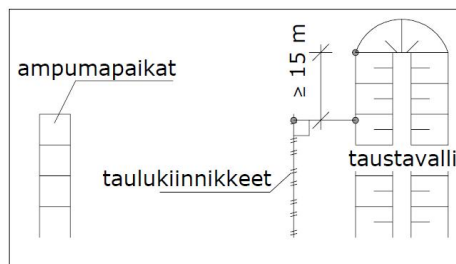 ampumapaikat
≥ 15 m
taulukiinnikkeet
taustavalli